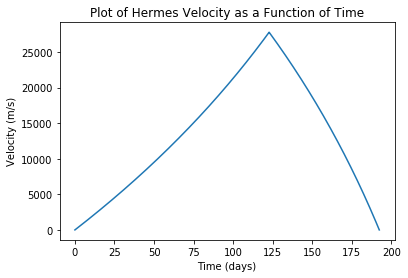 Plot of Hermes Velocity as a Function of Time
25000
20000
15000
10000
5000
0
Velocity (m/s)
0 25 50 75 100 125 150 175 200
Time (days)